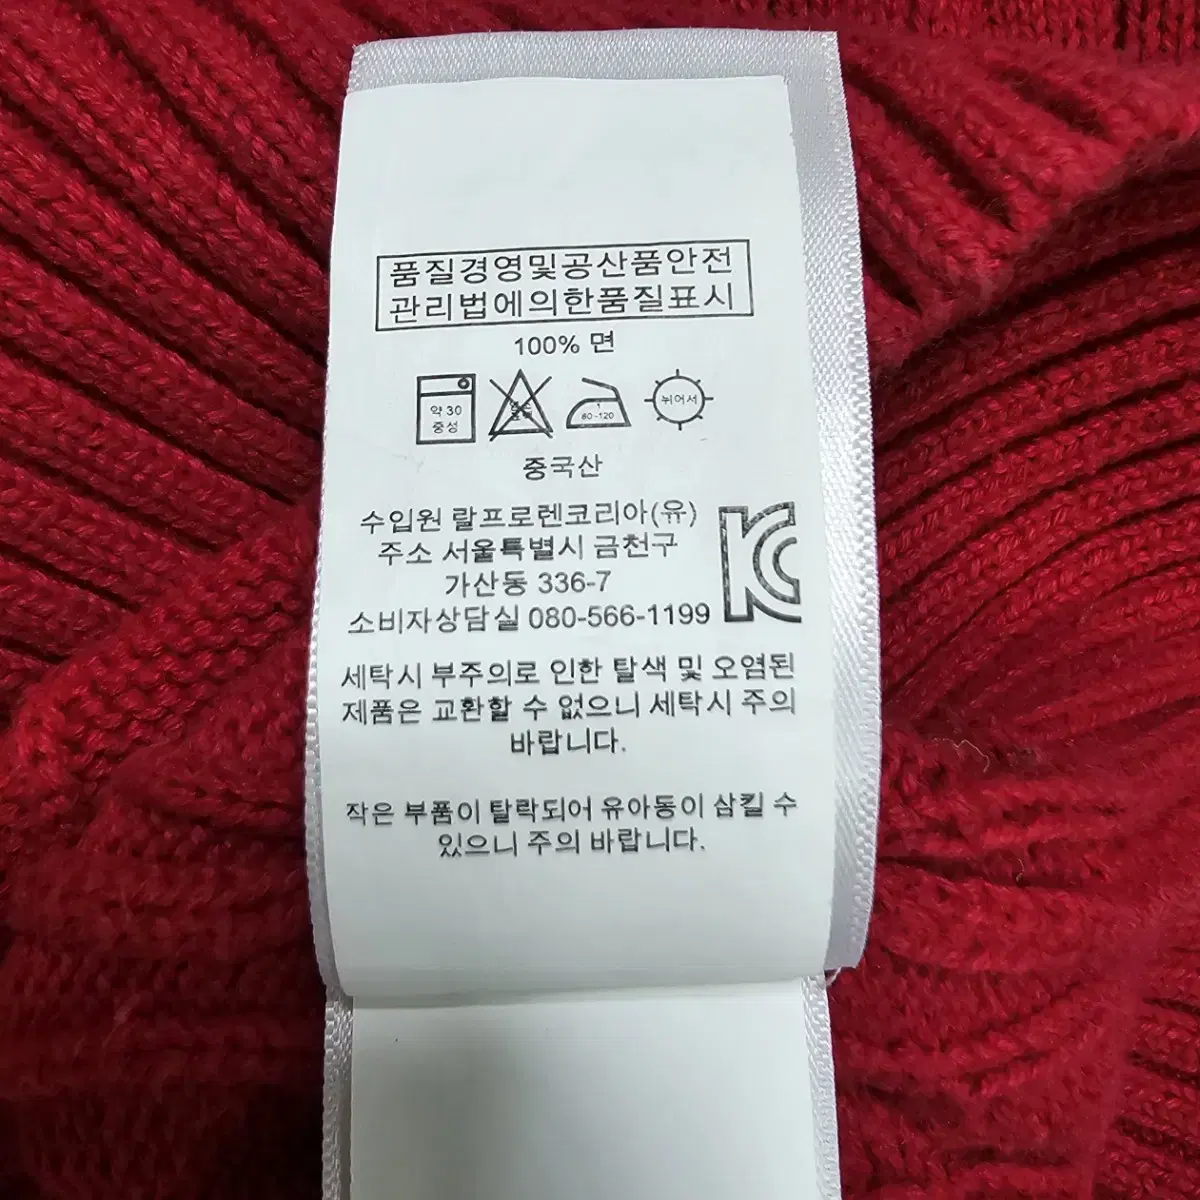 품질경영및공산품안전
관리법에의한품질표시
100% 면
약 30
중성
염소
표백
1
80-120
뉘어서
중국산
수입원 랄프로렌코리아(유)
주소 서울특별시 금천구
가산동 336-7
소비자상담실 080-566-1199
세탁시 부주의로 인한 탈색 및 오염된
제품은 교환할 수 없으니 세탁시 주의
바랍니다.
작은 부품이 탈락되어 유아동이 삼킬 수
있으니 주의 바랍니다.